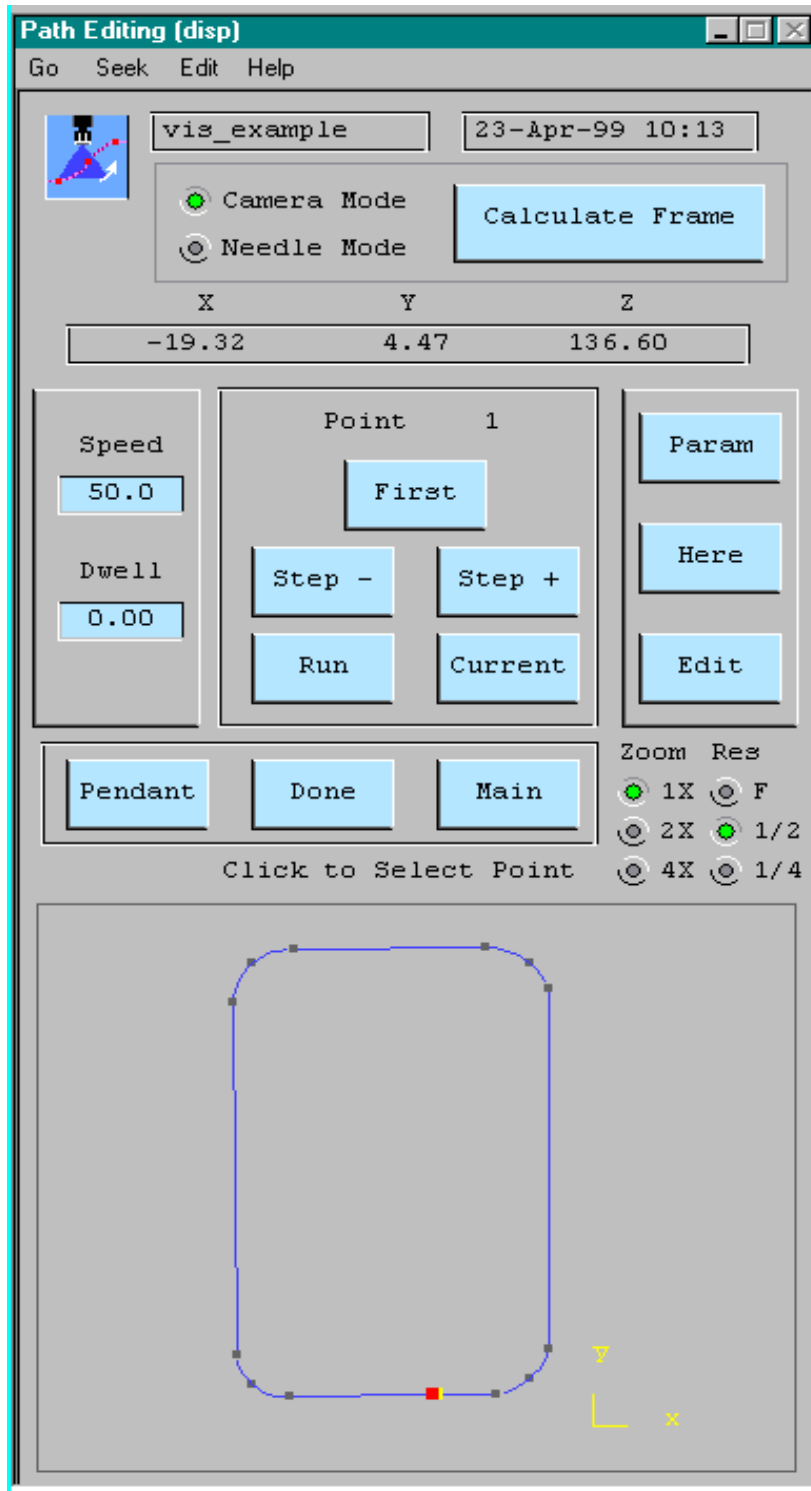 Path Editing (disp)
Go Seek Edit Help
vis_example 23-Apr-99 10:13
Camera Mode
Needle Mode
Calculate Frame
X Y Z
-19.32 4.47 136.60
Speed
50.0
Dwell
0.00
Point 1
First
Step - Step +
Run Current
Param
Here
Edit
Pendant Done Main
Zoom Res
1X F
2X 1/2
4X 1/4
Click to Select Point
y
x